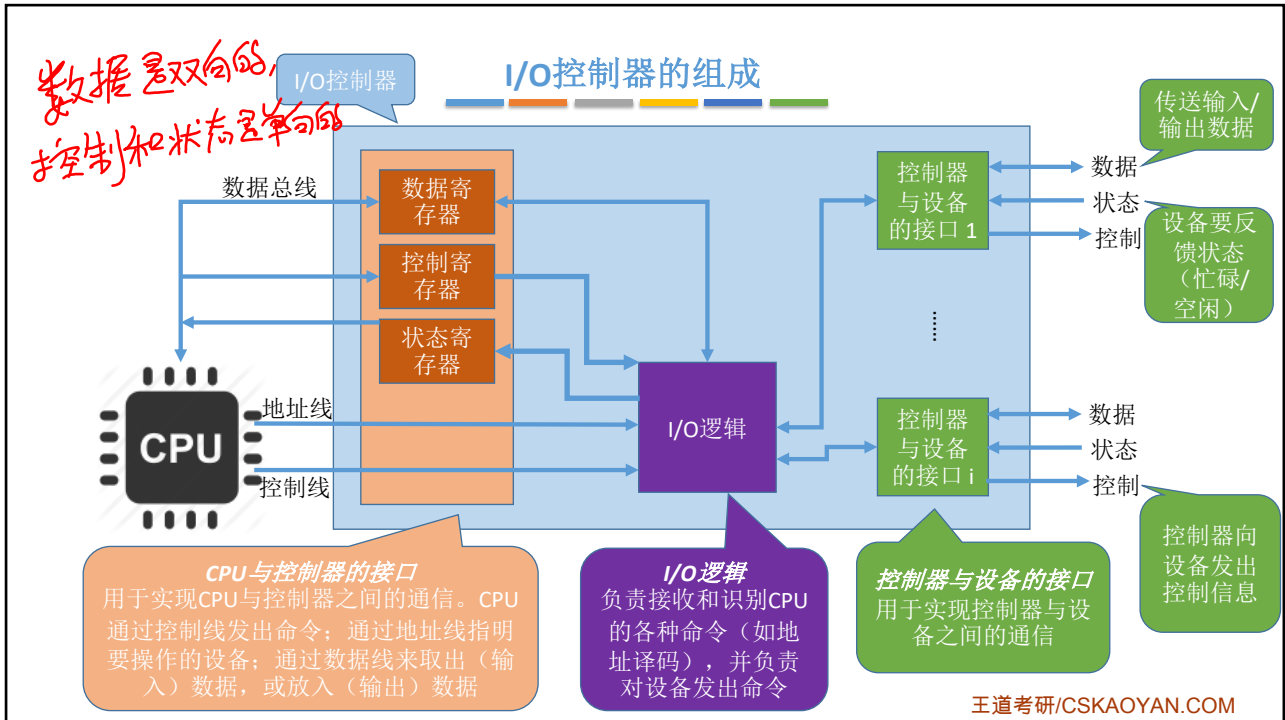 数据是双向的,
控制和状态是单向的
I/O控制器
I/O控制器的组成
传送输入/
输出数据
数据总线
数据寄
存器
控制寄
存器
状态寄
存器
控制器
与设备
的接口 1
数据
状态
控制
设备要反
馈状态
（忙碌/
空闲）
......
CPU
地址线
控制线
I/O逻辑
控制器
与设备
的接口 i
数据
状态
控制
控制器向
设备发出
控制信息
CPU与控制器的接口
用于实现CPU与控制器之间的通信。CPU
通过控制线发出命令；通过地址线指明
要操作的设备；通过数据线来取出（输
入）数据，或放入（输出）数据
I/O逻辑
负责接收和识别CPU
的各种命令（如地
址译码），并负责
对设备发出命令
控制器与设备的接口
用于实现控制器与设
备之间的通信
王道考研/CSKAOYAN.COM